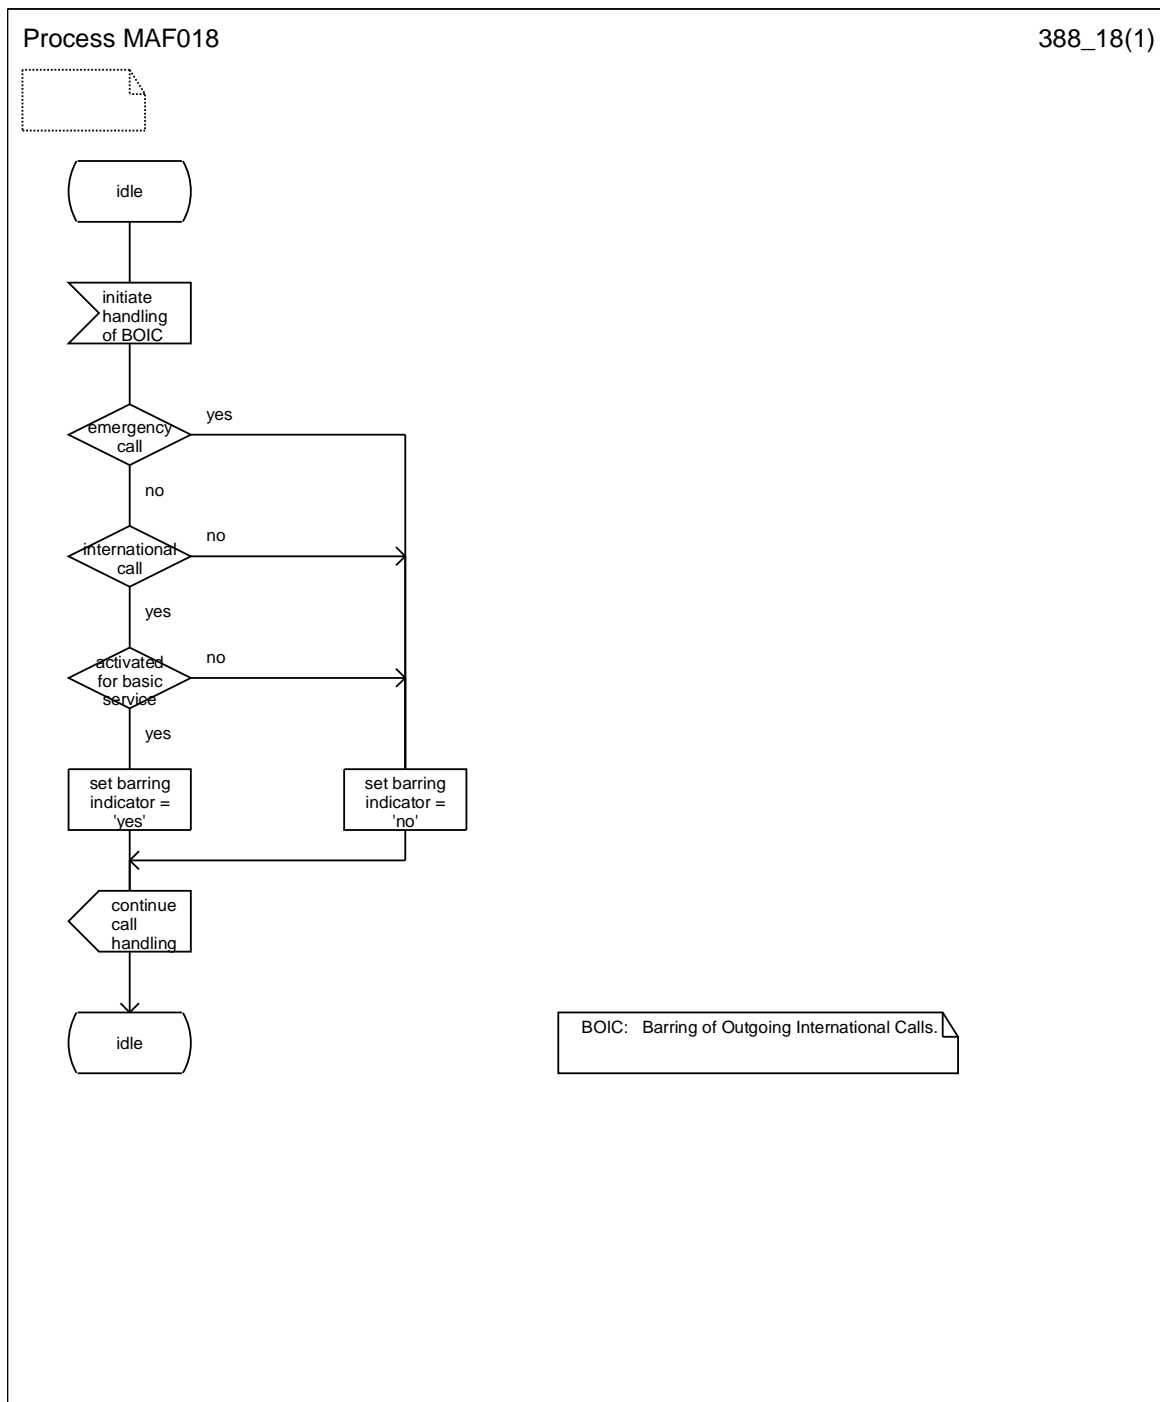 Process MAF018
388_18(1)
idle
initiate
handling
of BOIC
emergency
call
yes
no
international
call
no
yes
activated
for basic
service
no
yes
set barring
indicator =
'yes'
set barring
indicator =
'no'
continue
call
handling
idle
BOIC: Barring of Outgoing International Calls.